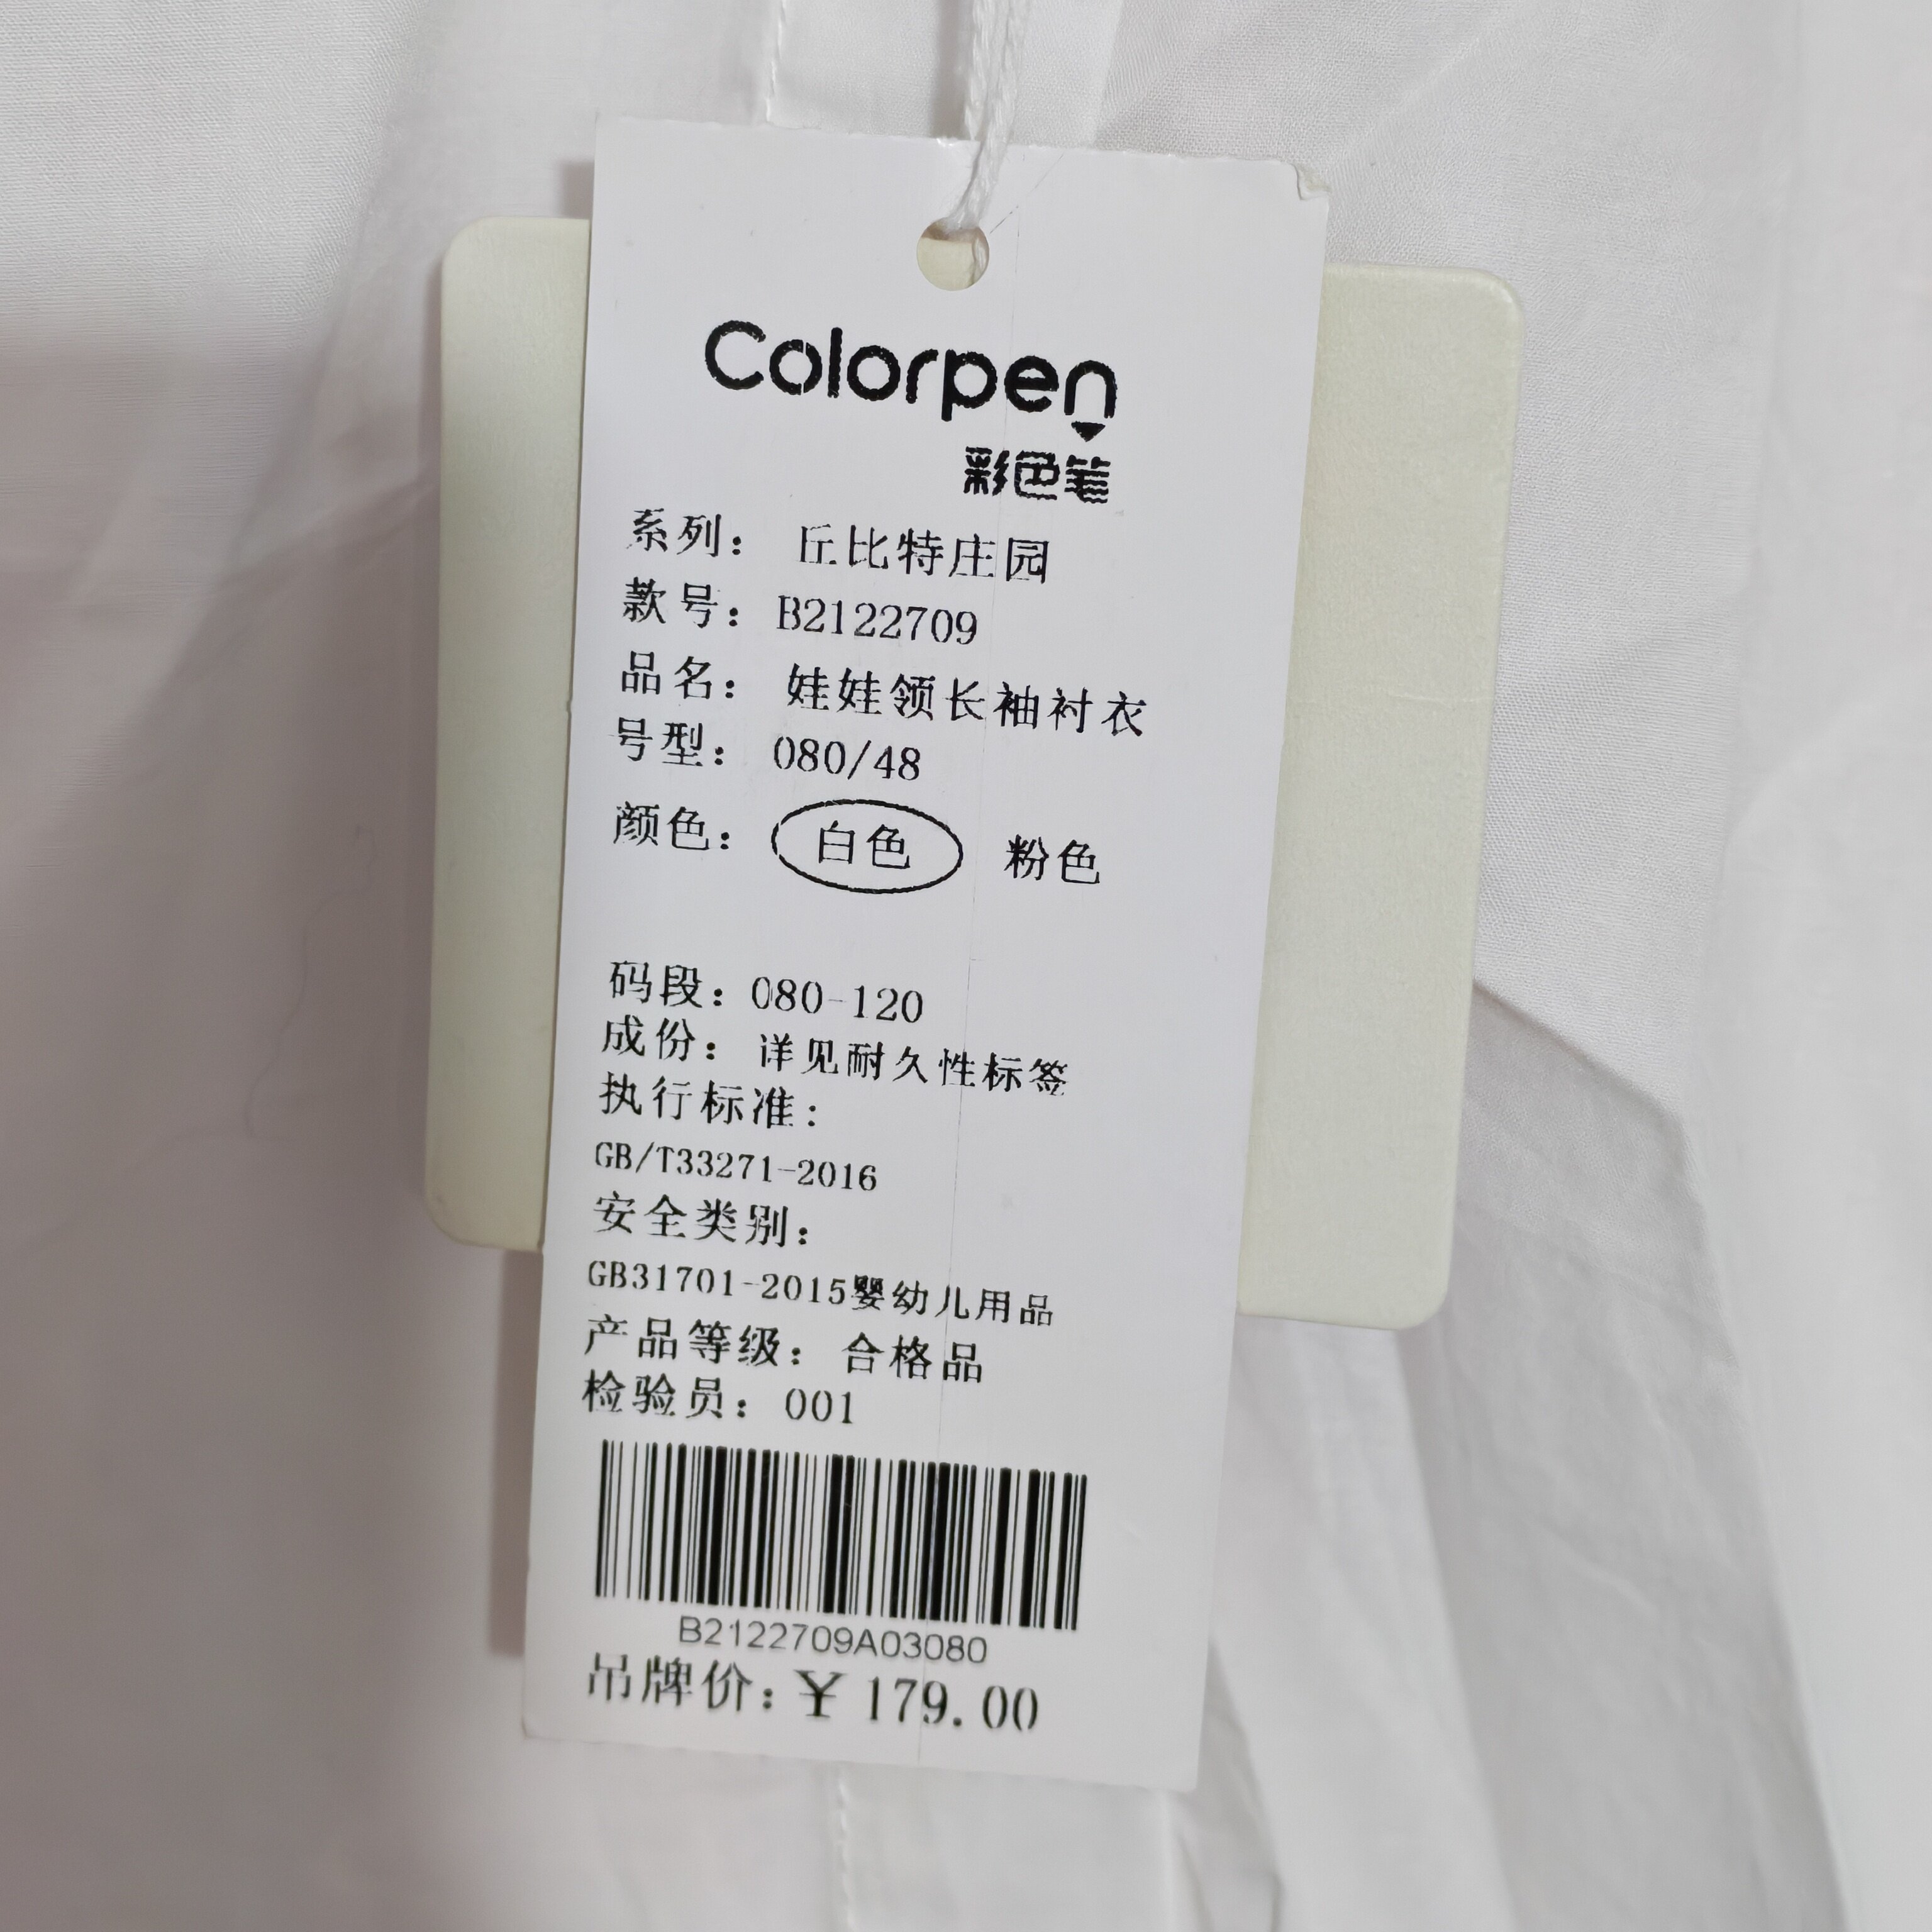 Colorpen
彩色笔
系列： 丘比特庄园
款号：B2122709
品名： 娃娃领长袖衬衣
号型： 080/48
颜色： 白色 粉色
码段：080-120
成份： 详见耐久性标签
执行标准:
GB/T33271-2016
安全类别：
GB31701-2015婴幼儿用品
产品等级： 合格品
检验员： 001
B2122709A03080
吊牌价:￥179.00